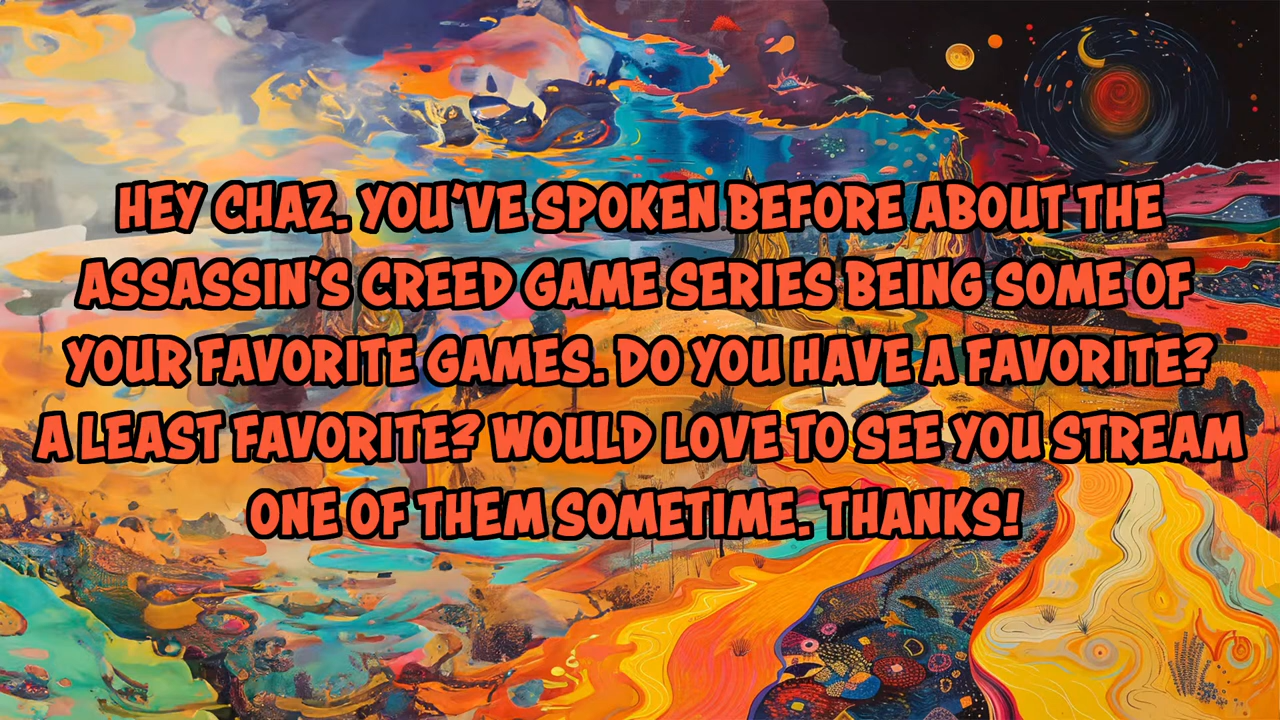 HEY CHAZ. YOU'VE SPOKEN BEFORE ABOUT THE
ASSASSIN'S CREED GAME SERIES BEING SOME OF
YOUR FAVORITE GAMES. DO YOU HAVE A FAVORITE?
A LEAST FAVORITE? WOULD LOVE TO SEE YOU STREAM
ONE OF THEM SOMETIME. THANKS!